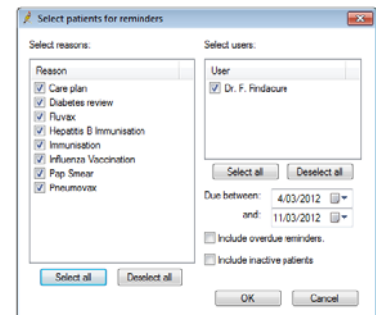 Select patients for reminders
Select reasons:
Reason
Care plan
Diabetes review
Fluvax
Hepatitis B Immunisation
Immunisation
Influenza Vaccination
Pap Smear
Pneumovax
Select all
Deselect all
Select users:
User
Dr. F. Findacure
Select all
Deselect all
Due between: 4/03/2012
and: 11/03/2012
Include overdue reminders.
Include inactive patients
OK
Cancel